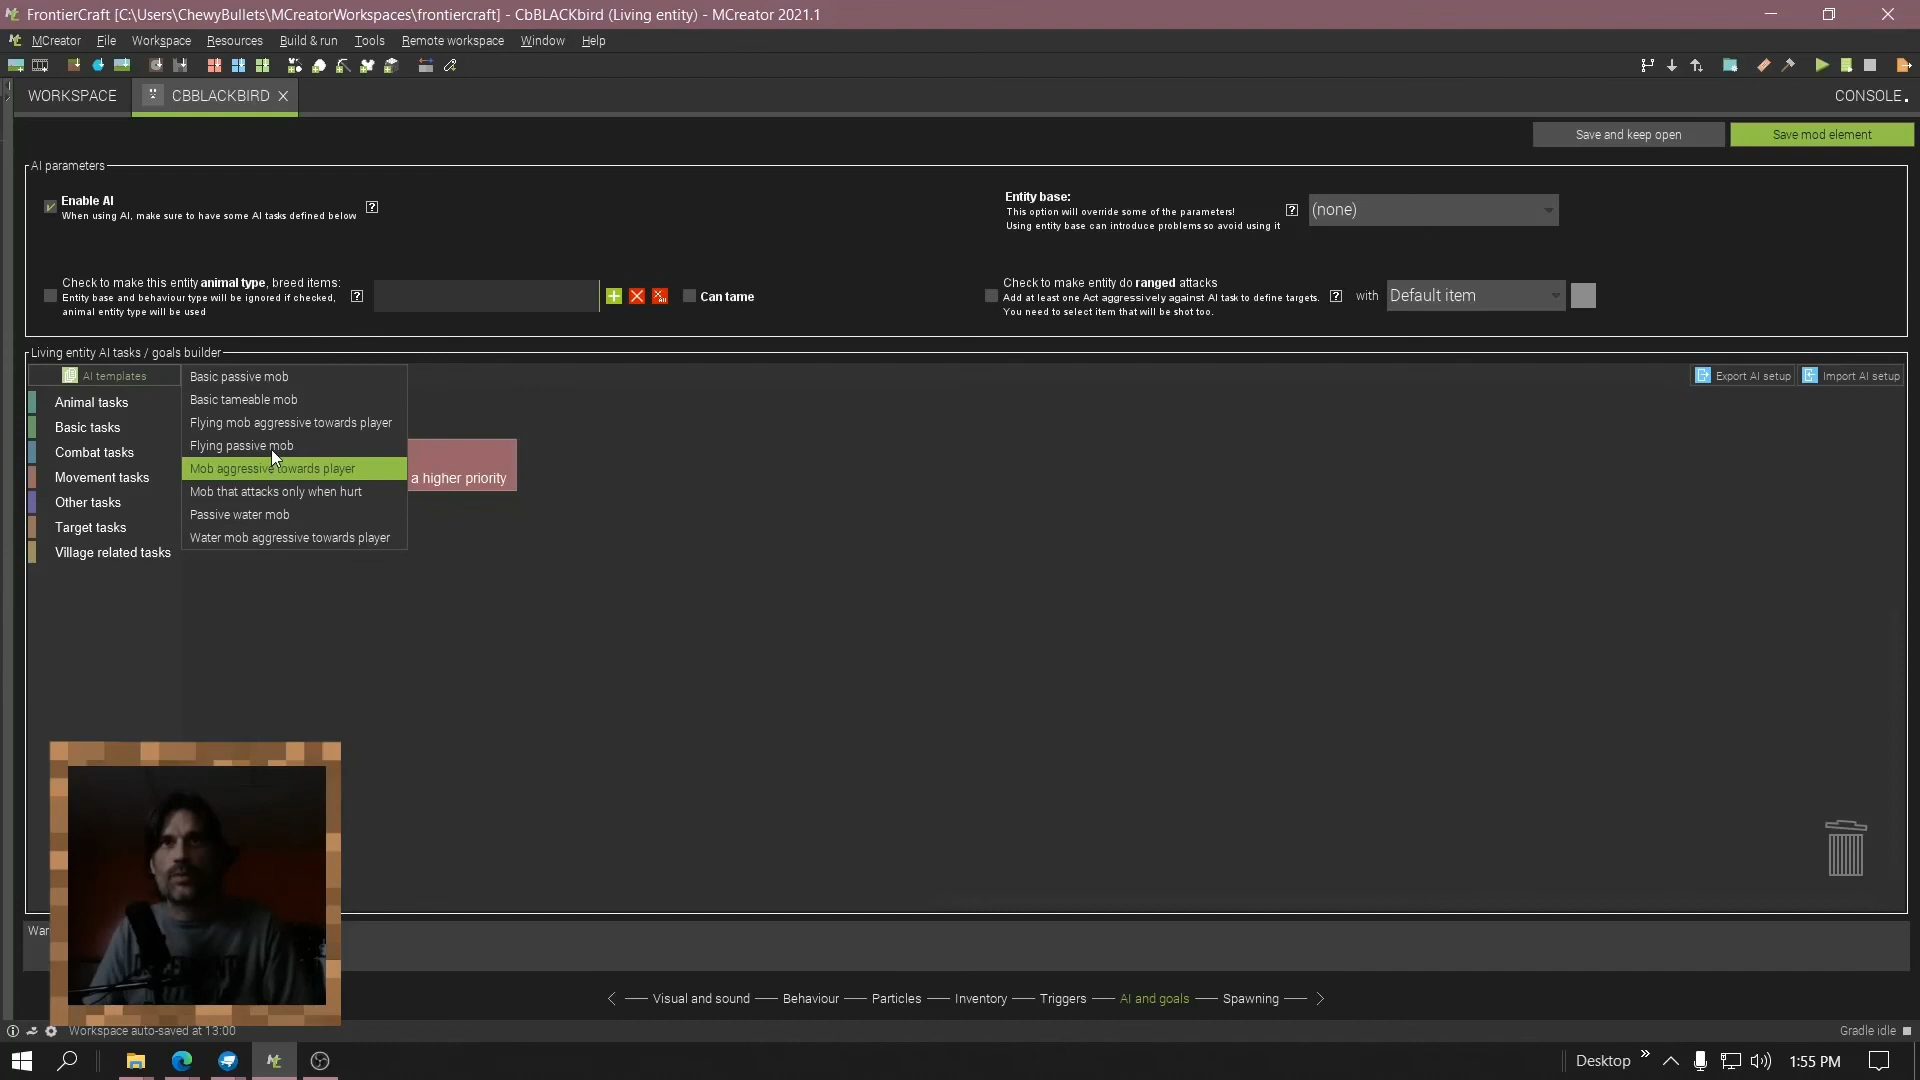 FrontierCraft [C:\Users\ChewyBullets\MCreatorWorkspaces\frontiercraft] - CbBLACKbird (Living entity) - MCreator 2021.1
MCreator File Workspace Resources Build & run Tools Remote workspace Window Help
WORKSPACE CBBLACKBIRD CONSOLE
Save and keep open Save mod element
AI parameters
Enable AI
When using AI, make sure to have some AI tasks defined below
?
Entity base:
This option will override some of the parameters!
Using entity base can introduce problems so avoid using it
? (none)
Check to make this entity animal type, breed items:
Entity base and behaviour type will be ignored if checked,
animal entity type will be used
? Can tame
Check to make entity do ranged attacks
Add at least one Act aggressively against AI task to define targets.
You need to select item that will be shot too.
? with Default item
Living entity AI tasks / goals builder
AI templates
Export AI setup Import AI setup
Animal tasks
Basic tasks
Combat tasks
Movement tasks
Other tasks
Target tasks
Village related tasks
Basic passive mob
Basic tameable mob
Flying mob aggressive towards player
Flying passive mob
Mob aggressive towards player
Mob that attacks only when hurt
Passive water mob
Water mob aggressive towards player
a higher priority
War
Visual and sound Behaviour Particles Inventory Triggers AI and goals Spawning
Workspace auto-saved at 13:00 Gradle idle
Desktop 1:55 PM